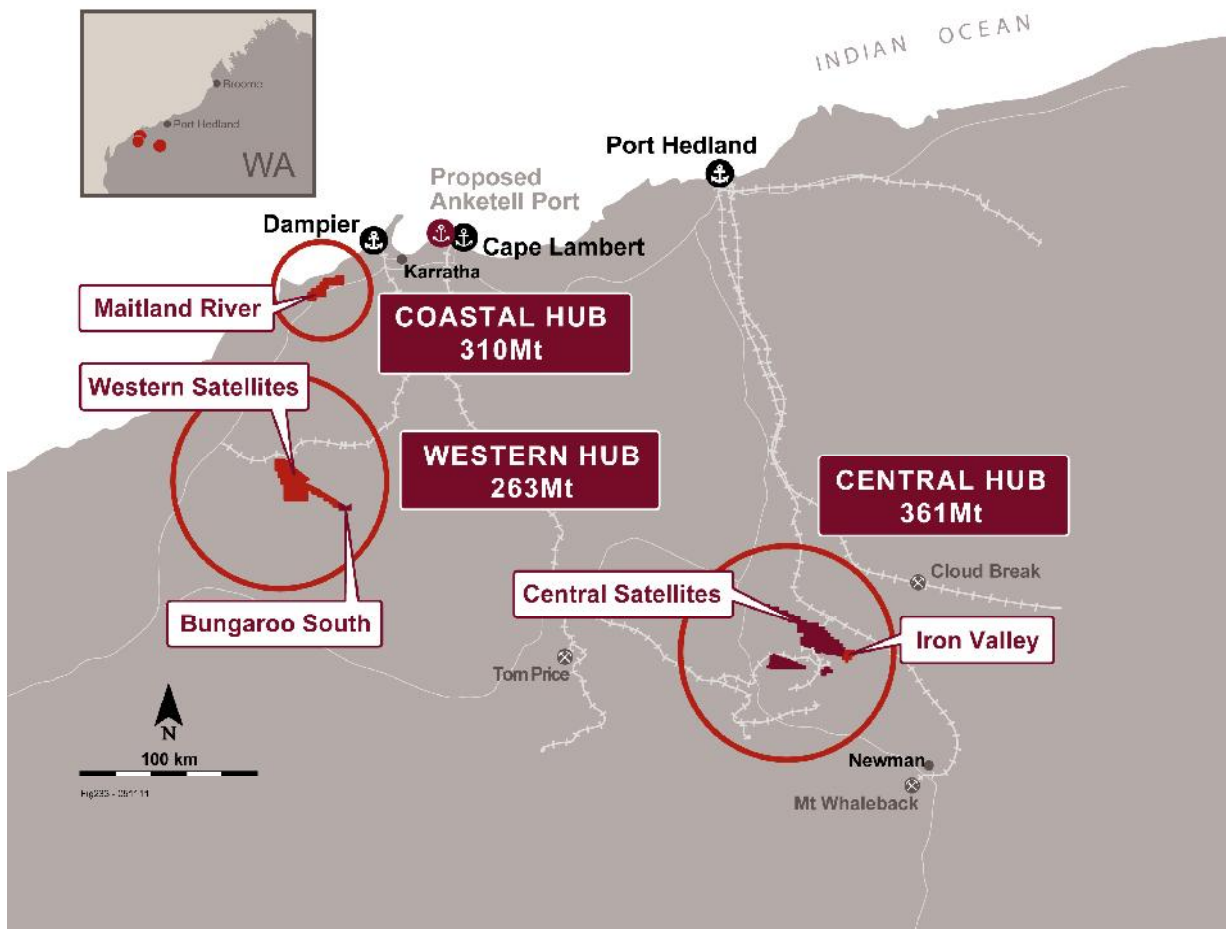 INDIAN OCEAN
Broome
Port Hedland
WA
Port Hedland
Proposed
Anketell Port
Dampier
Cape Lambert
Karratha
Maitland River
COASTAL HUB
310Mt
Western Satellites
WESTERN HUB
263Mt
CENTRAL HUB
361Mt
Cloud Break
Central Satellites
Bungaroo South
Iron Valley
Tom Price
N
100 km
Newman
Mt Whaleback